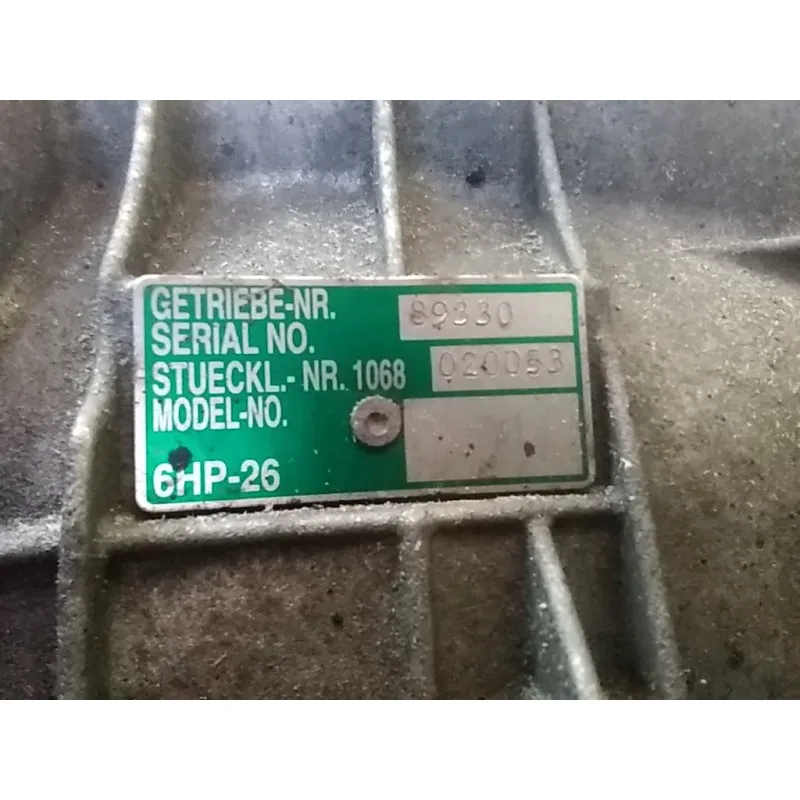 GETRIEBE-NR. 89330
SERIAL NO.
STUECKL.- NR. 1068 020053
MODEL-NO.
6HP-26